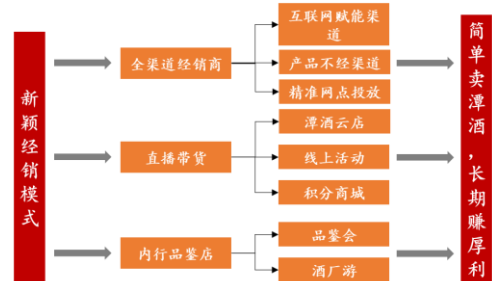 新颖经销模式
全渠道经销商
互联网赋能渠
道
产品不经渠道
精准网点投放
直播带货
潭酒云店
线上活动
积分商城
内行品鉴店
品鉴会
酒厂游
简单卖潭酒，长期赚厚利